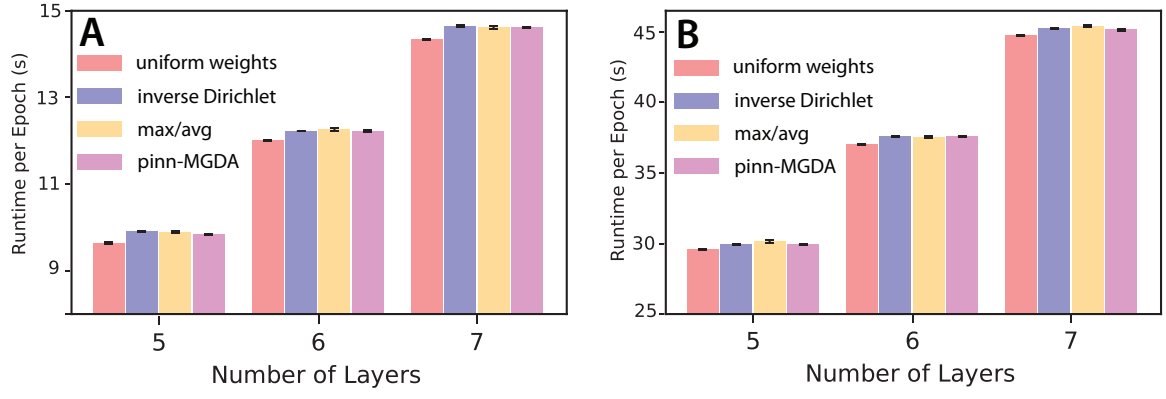 A
Runtime per Epoch (s)
15
13
11
9
uniform weights
inverse Dirichlet
max/avg
pinn-MGDA
5
6
7
Number of Layers
B
Runtime per Epoch (s)
45
40
35
30
25
uniform weights
inverse Dirichlet
max/avg
pinn-MGDA
5
6
7
Number of Layers